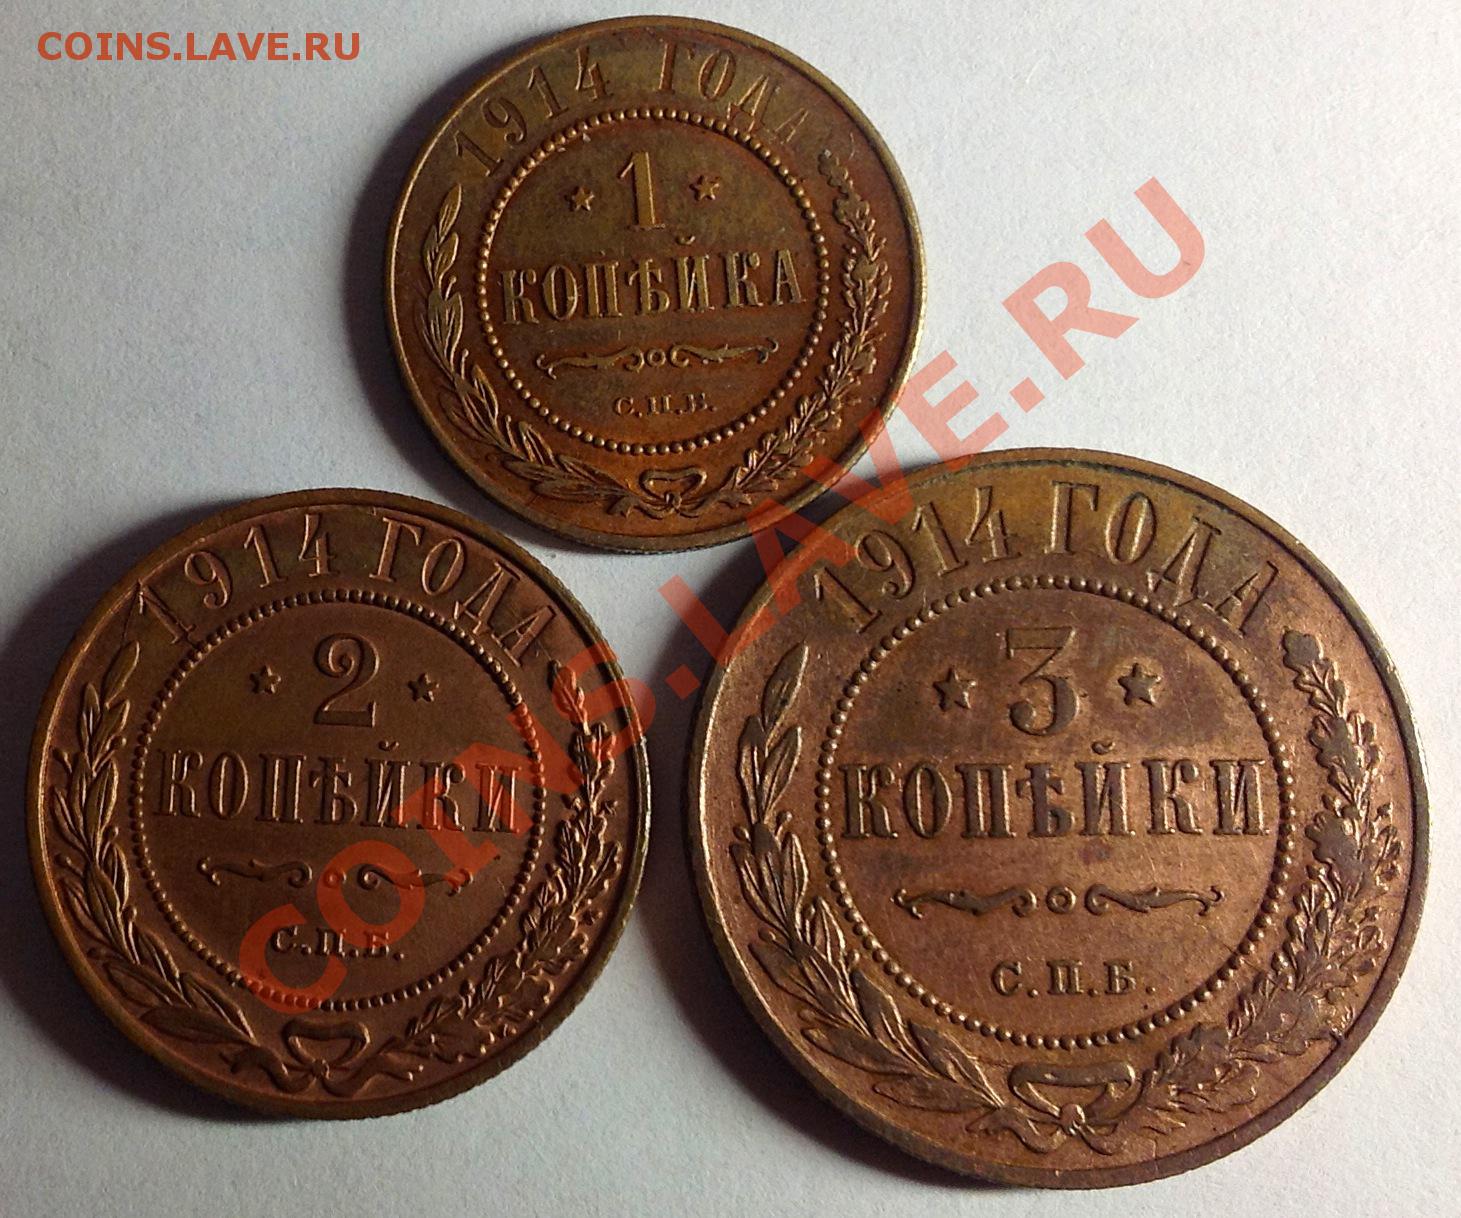 COINS.LAVE.RU
1914 ГОДА
1
КОПѢЙКА
С.П.Б.
1914 ГОДА
2
КОПѢЙКИ
С.П.Б.
1914 ГОДА
3
КОПѢЙКИ
С.П.Б.
COINS.LAVE.RU